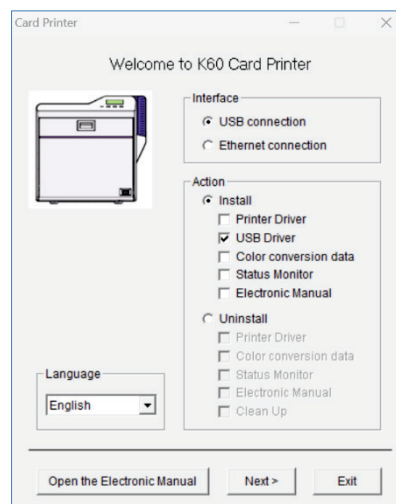 Card Printer
Welcome to K60 Card Printer
Interface
USB connection
Ethernet connection
Action
Install
Printer Driver
USB Driver
Color conversion data
Status Monitor
Electronic Manual
Uninstall
Printer Driver
Color conversion data
Status Monitor
Electronic Manual
Clean Up
Language
English
Open the Electronic Manual
Next >
Exit